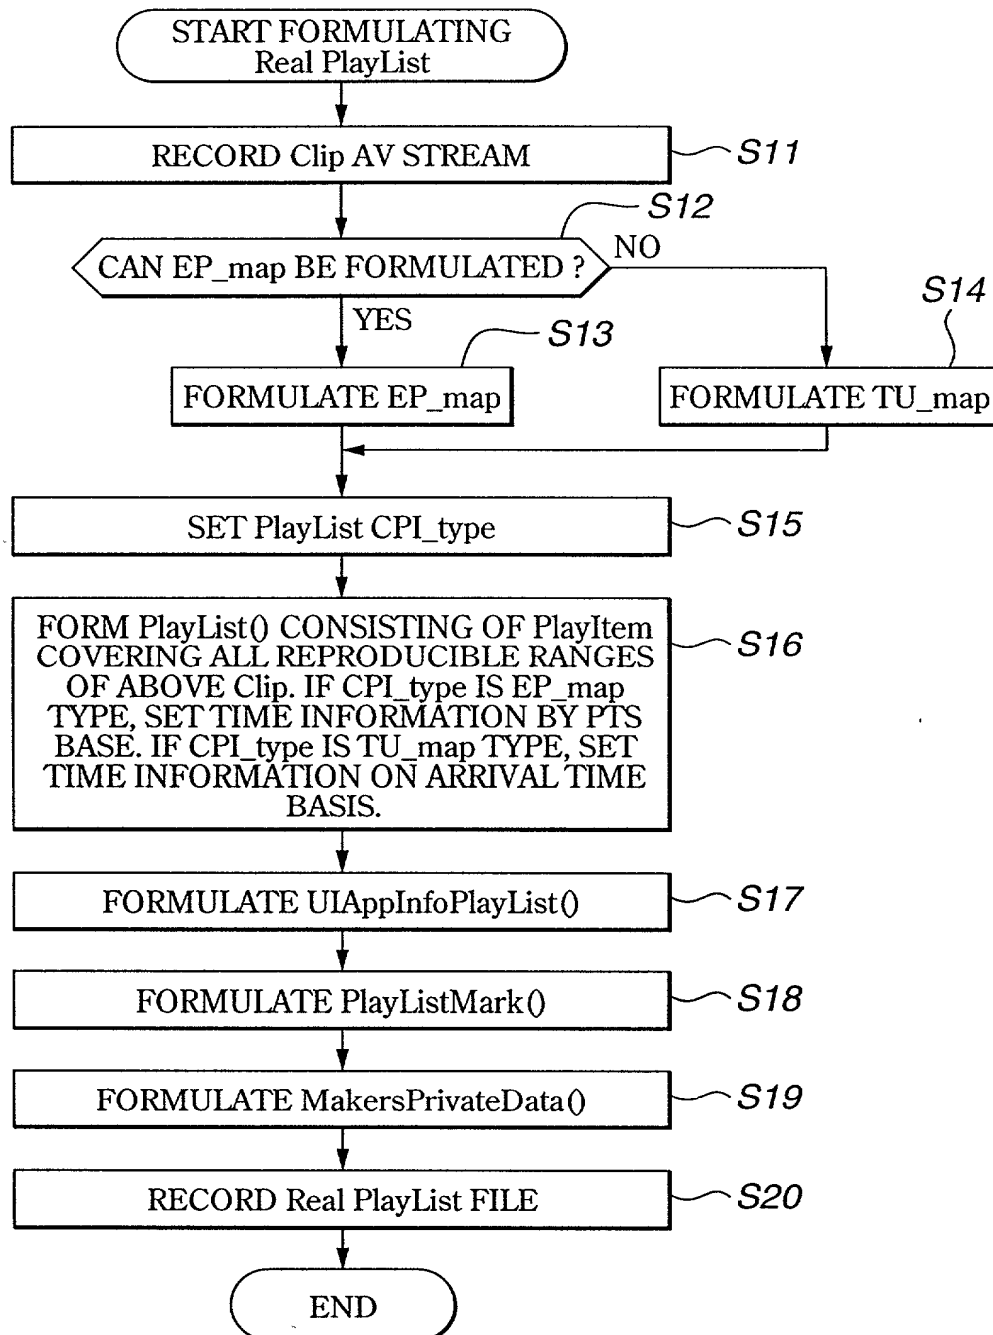 START FORMULATING
Real PlayList
RECORD Clip AV STREAM
S11
S12
CAN EP_map BE FORMULATED ?
NO
YES
S13
S14
FORMULATE EP_map
FORMULATE TU_map
SET PlayList CPI_type
S15
FORM PlayList() CONSISTING OF PlayItem
COVERING ALL REPRODUCIBLE RANGES
OF ABOVE Clip. IF CPI_type IS EP_map
TYPE, SET TIME INFORMATION BY PTS
BASE. IF CPI_type IS TU_map TYPE, SET
TIME INFORMATION ON ARRIVAL TIME
BASIS.
S16
FORMULATE UIAppInfoPlayList()
S17
FORMULATE PlayListMark()
S18
FORMULATE MakersPrivateData()
S19
RECORD Real PlayList FILE
S20
END